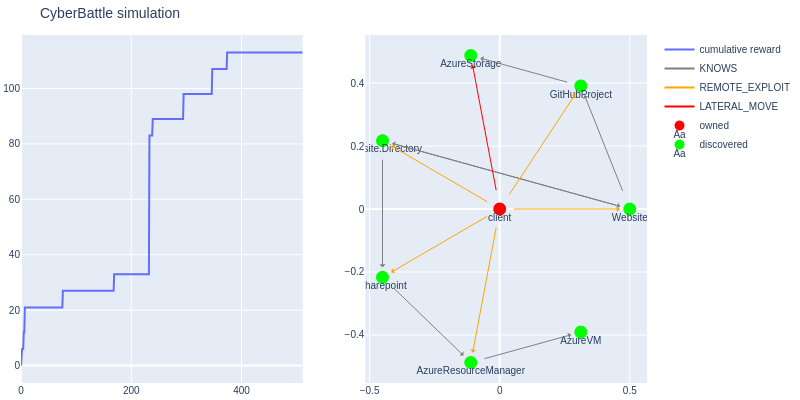 CyberBattle simulation
100
80
60
40
20
0
0
200
400
0.4
0.2
0
−0.2
−0.4
−0.5
0
0.5
AzureStorage
GitHubProject
site.Directory
client
Website
harepoint
AzureVM
AzureResourceManager
cumulative reward
KNOWS
REMOTE_EXPLOIT
LATERAL_MOVE
owned
Aa
discovered
Aa